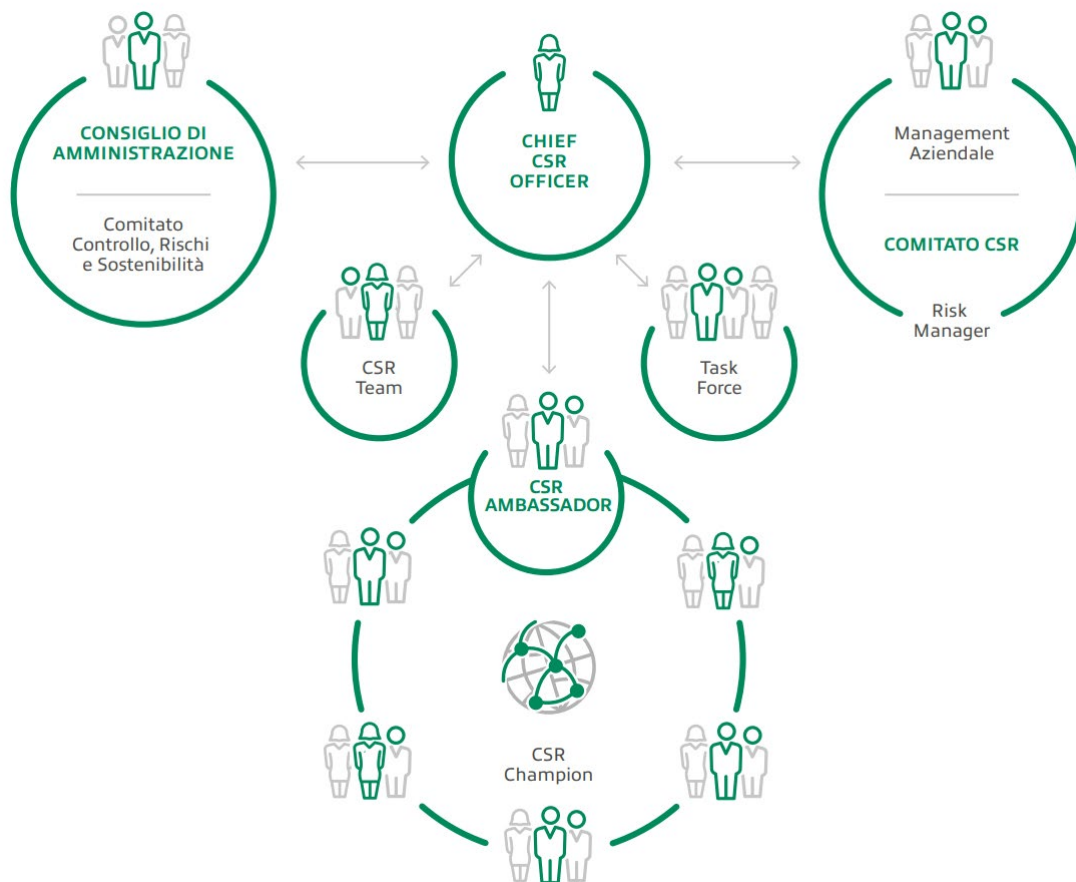 CONSIGLIO DI
AMMINISTRAZIONE
Comitato
Controllo, Rischi
e Sostenibilità
CHIEF
CSR
OFFICER
Management
Aziendale
COMITATO CSR
Risk
Manager
CSR
Team
Task
Force
CSR
AMBASSADOR
CSR
Champion